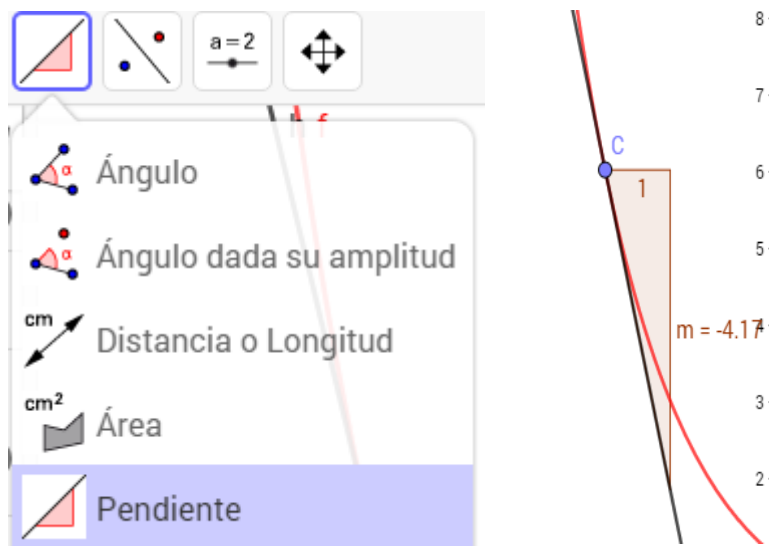 a = 2
h f
α Ángulo
α Ángulo dada su amplitud
cm Distancia o Longitud
cm² Área
Pendiente
8
7
C
6
1
5
m = -4.17
4
3
2